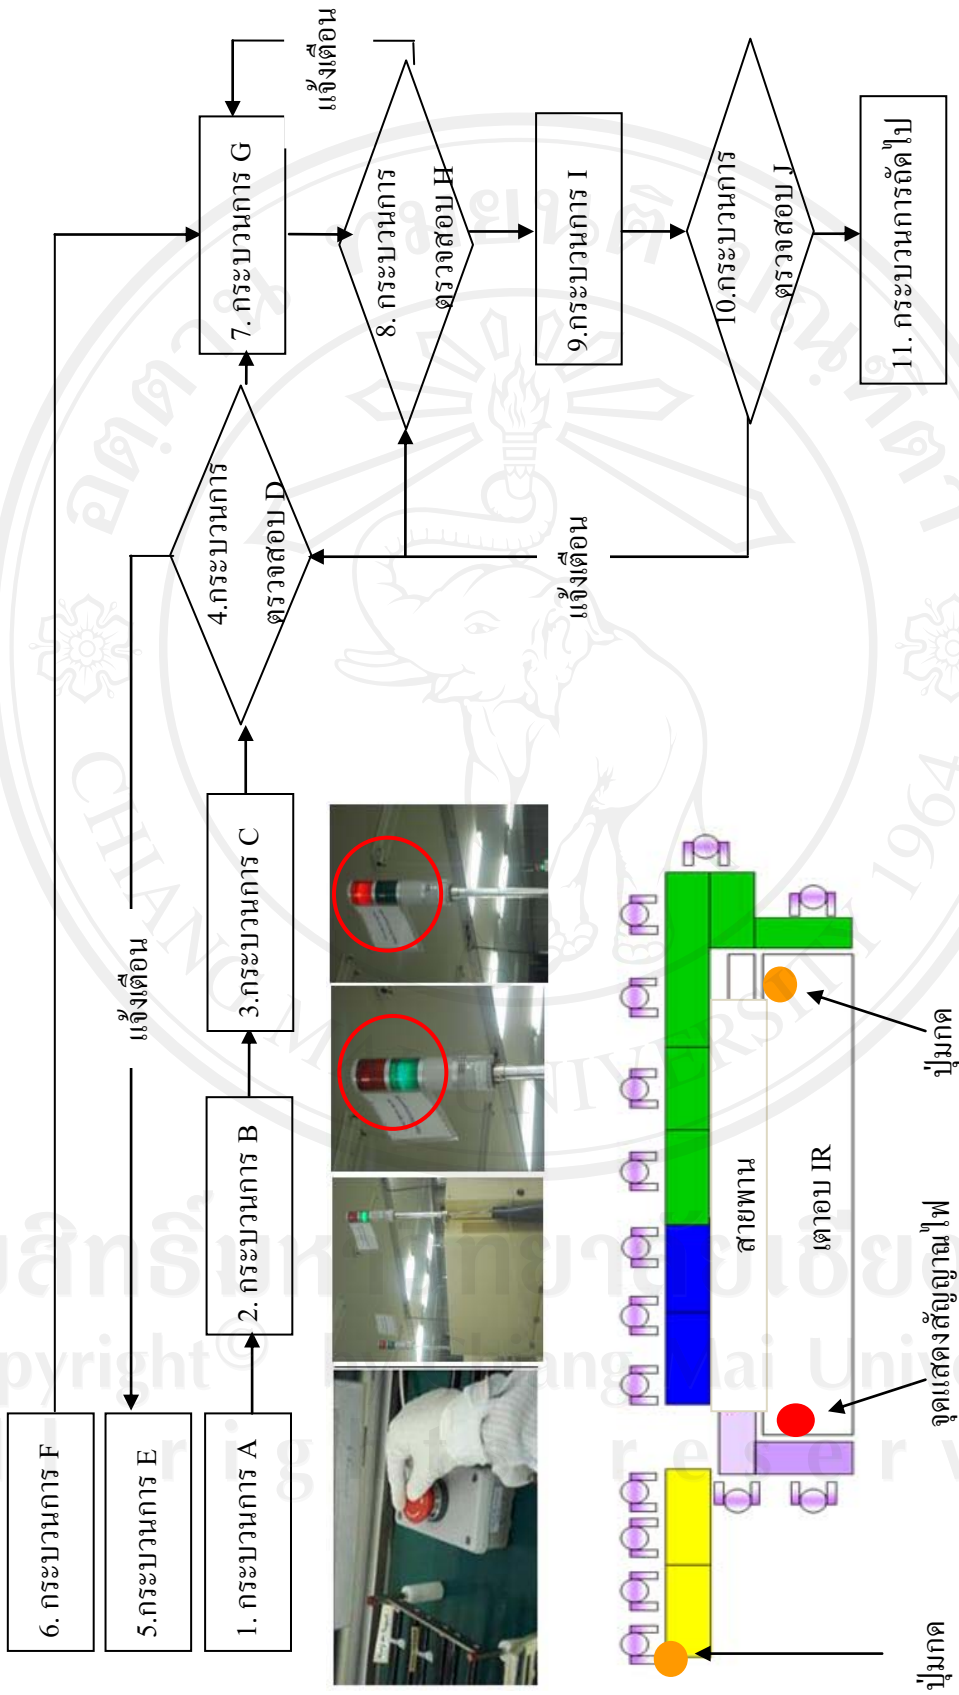 6. กระบวนการ F
5.กระบวนการ E
1. กระบวนการ A
2. กระบวนการ B
3.กระบวนการ C
4.กระบวนการ
ตรวจสอบ D
7. กระบวนการ G
8. กระบวนการ
ตรวจสอบ H
9.กระบวนการ I
10.กระบวนการ
ตรวจสอบ J
11. กระบวนการถัดไป
แจ้งเตือน
แจ้งเตือน
แจ้งเตือน
สายพาน
เตาอบ IR
ปุ่มกด
จุดแสดงสัญญาณไฟ
ปุ่มกด
CHIANG MAI UNIVERSITY 1964